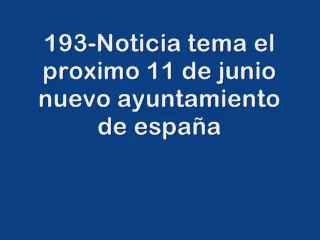 193-Noticia tema el
proximo 11 de junio
nuevo ayuntamiento
de españa